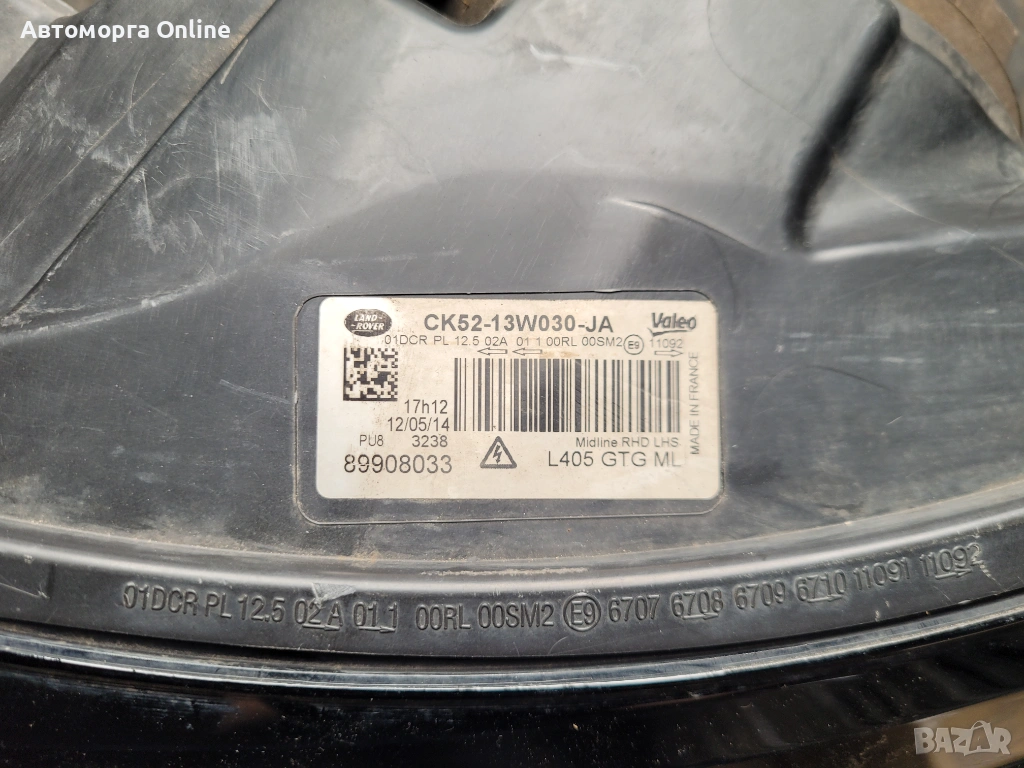 Автоморга Online
LAND-
ROVER
CK52-13W030-JA
Valeo
01DCR PL 12.5 02A 01 1 00RL 00SM2 E9 11092
17h12
12/05/14
PU8 3238
89908033
Midline RHD LHS
L405 GTG ML
MADE IN FRANCE
01DCR PL 12.5 02 A 01 1 00RL 00SM2 E9 6707 6708 6709 6710 11091 11092
BAZAR